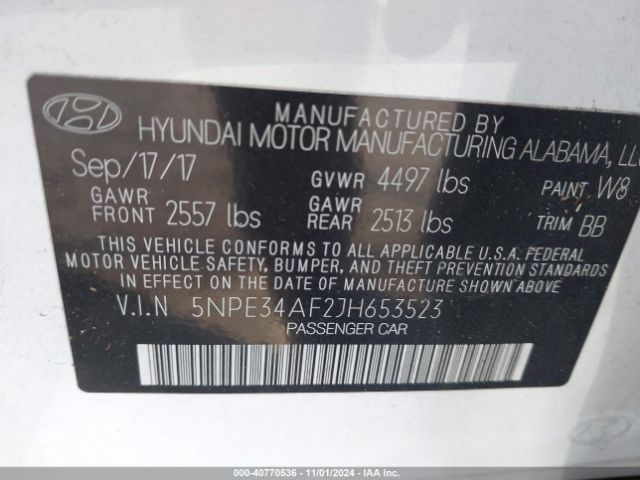 MANUFACTURED BY
HYUNDAI MOTOR MANUFACTURING ALABAMA, LLC
Sep/17/17 GVWR 4497 lbs PAINT W8
GAWR FRONT 2557 lbs GAWR REAR 2513 lbs TRIM BB
THIS VEHICLE CONFORMS TO ALL APPLICABLE U.S.A. FEDERAL
MOTOR VEHICLE SAFETY, BUMPER, AND THEFT PREVENTION STANDARDS
IN EFFECT ON THE DATE OF MANUFACTURE SHOWN ABOVE.
V.I.N 5NPE34AF2JH653523
PASSENGER CAR
000-40770536 - 11/01/2024 - IAAI.COM